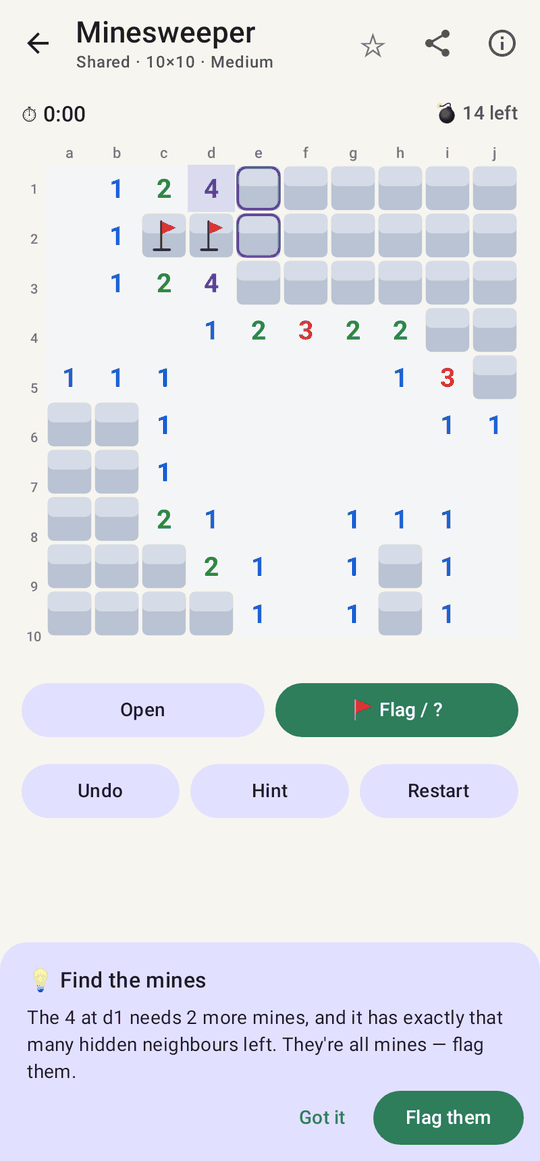 Minesweeper
Shared · 10×10 · Medium
0:00
14 left
a b c d e f g h i j
1 1 2 4
2 1
3 1 2 4
4 1 2 3 2 2
5 1 1 1 1 3
6 1 1 1
7 1
8 2 1 1 1 1
9 2 1 1 1
10 1 1 1
Open
Flag / ?
Undo
Hint
Restart
Find the mines
The 4 at d1 needs 2 more mines, and it has exactly that
many hidden neighbours left. They're all mines — flag
them.
Got it
Flag them